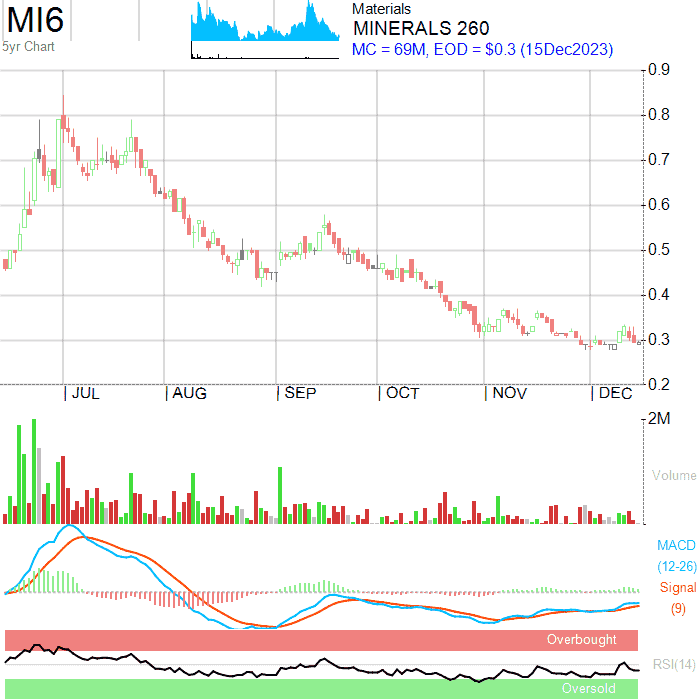 MI6
5yr Chart
Materials
MINERALS 260
MC = 69M, EOD = $0.3 (15Dec2023)
0.9
0.8
0.7
0.6
0.5
0.4
0.3
0.2
JUL AUG SEP OCT NOV DEC
2M
Volume
MACD
(12-26)
Signal
(9)
Overbought
RSI(14)
Oversold